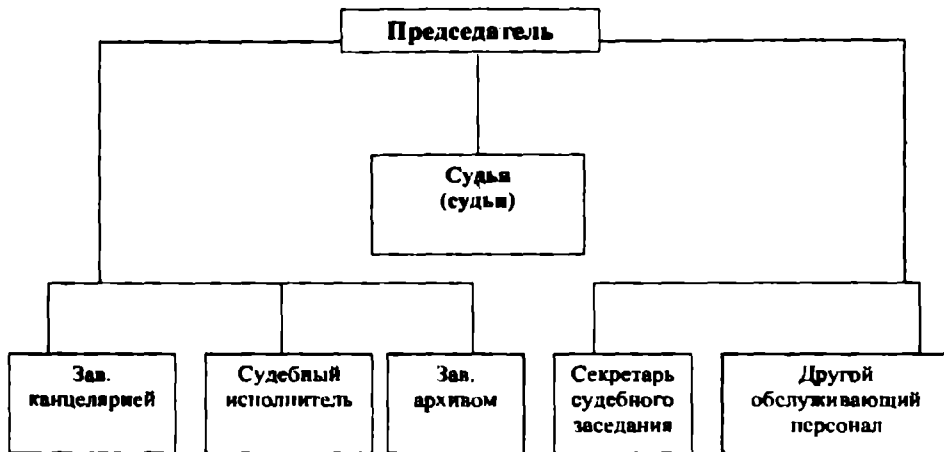 Председатель
Судья
(судьи)
Зав.
канцелярией
Судебный
исполнитель
Зав.
архивом
Секретарь
судебного
заседания
Другой
обслуживающий
персонал